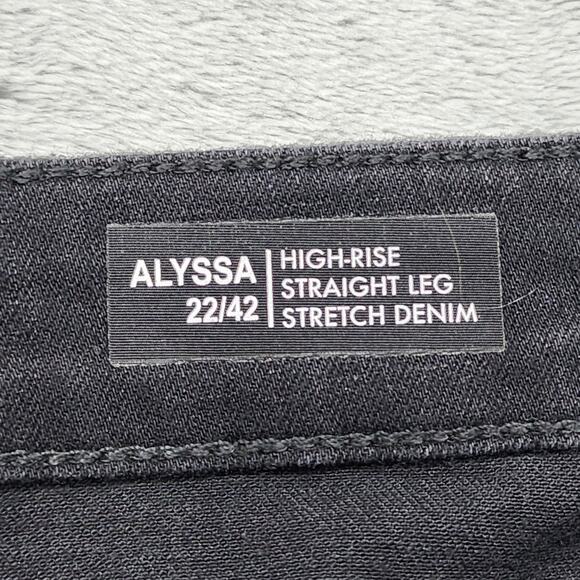 ALYSSA
22/42
HIGH-RISE
STRAIGHT LEG
STRETCH DENIM